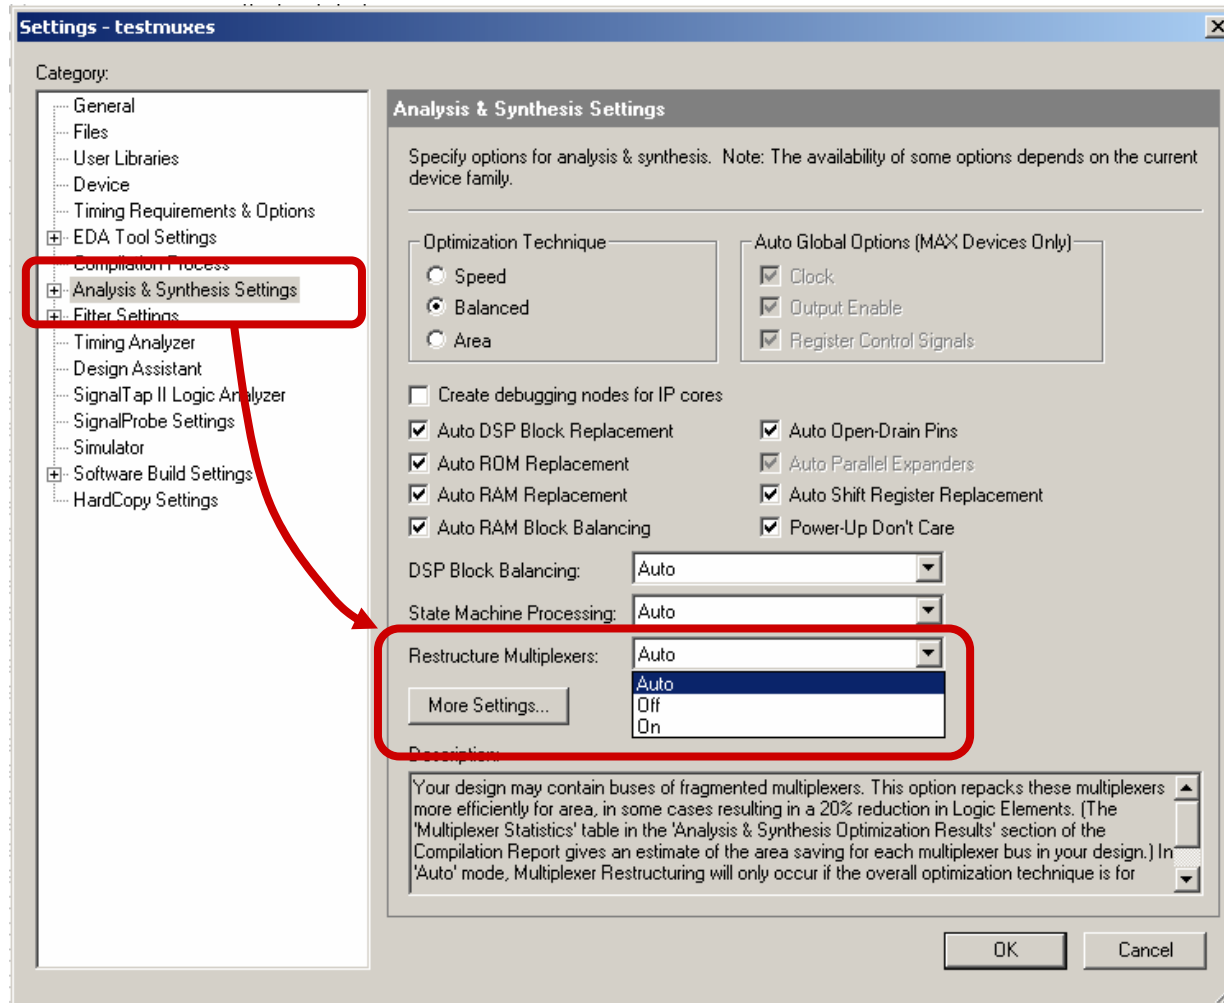 Settings - testmuxes
Category:
General
Files
User Libraries
Device
Timing Requirements & Options
EDA Tool Settings
Compilation Process
Analysis & Synthesis Settings
Fitter Settings
Timing Analyzer
Design Assistant
SignalTap II Logic Analyzer
SignalProbe Settings
Simulator
Software Build Settings
HardCopy Settings
Analysis & Synthesis Settings
Specify options for analysis & synthesis. Note: The availability of some options depends on the current
device family.
Optimization Technique
Speed
Balanced
Area
Auto Global Options (MAX Devices Only)
Clock
Output Enable
Register Control Signals
Create debugging nodes for IP cores
Auto DSP Block Replacement
Auto ROM Replacement
Auto RAM Replacement
Auto RAM Block Balancing
Auto Open-Drain Pins
Auto Parallel Expanders
Auto Shift Register Replacement
Power-Up Don't Care
DSP Block Balancing: Auto
State Machine Processing: Auto
Restructure Multiplexers: Auto
Auto
Off
On
More Settings...
Description:
Your design may contain buses of fragmented multiplexers. This option repacks these multiplexers
more efficiently for area, in some cases resulting in a 20% reduction in Logic Elements. (The
'Multiplexer Statistics' table in the 'Analysis & Synthesis Optimization Results' section of the
Compilation Report gives an estimate of the area saving for each multiplexer bus in your design.) In
'Auto' mode, Multiplexer Restructuring will only occur if the overall optimization technique is for
OK
Cancel